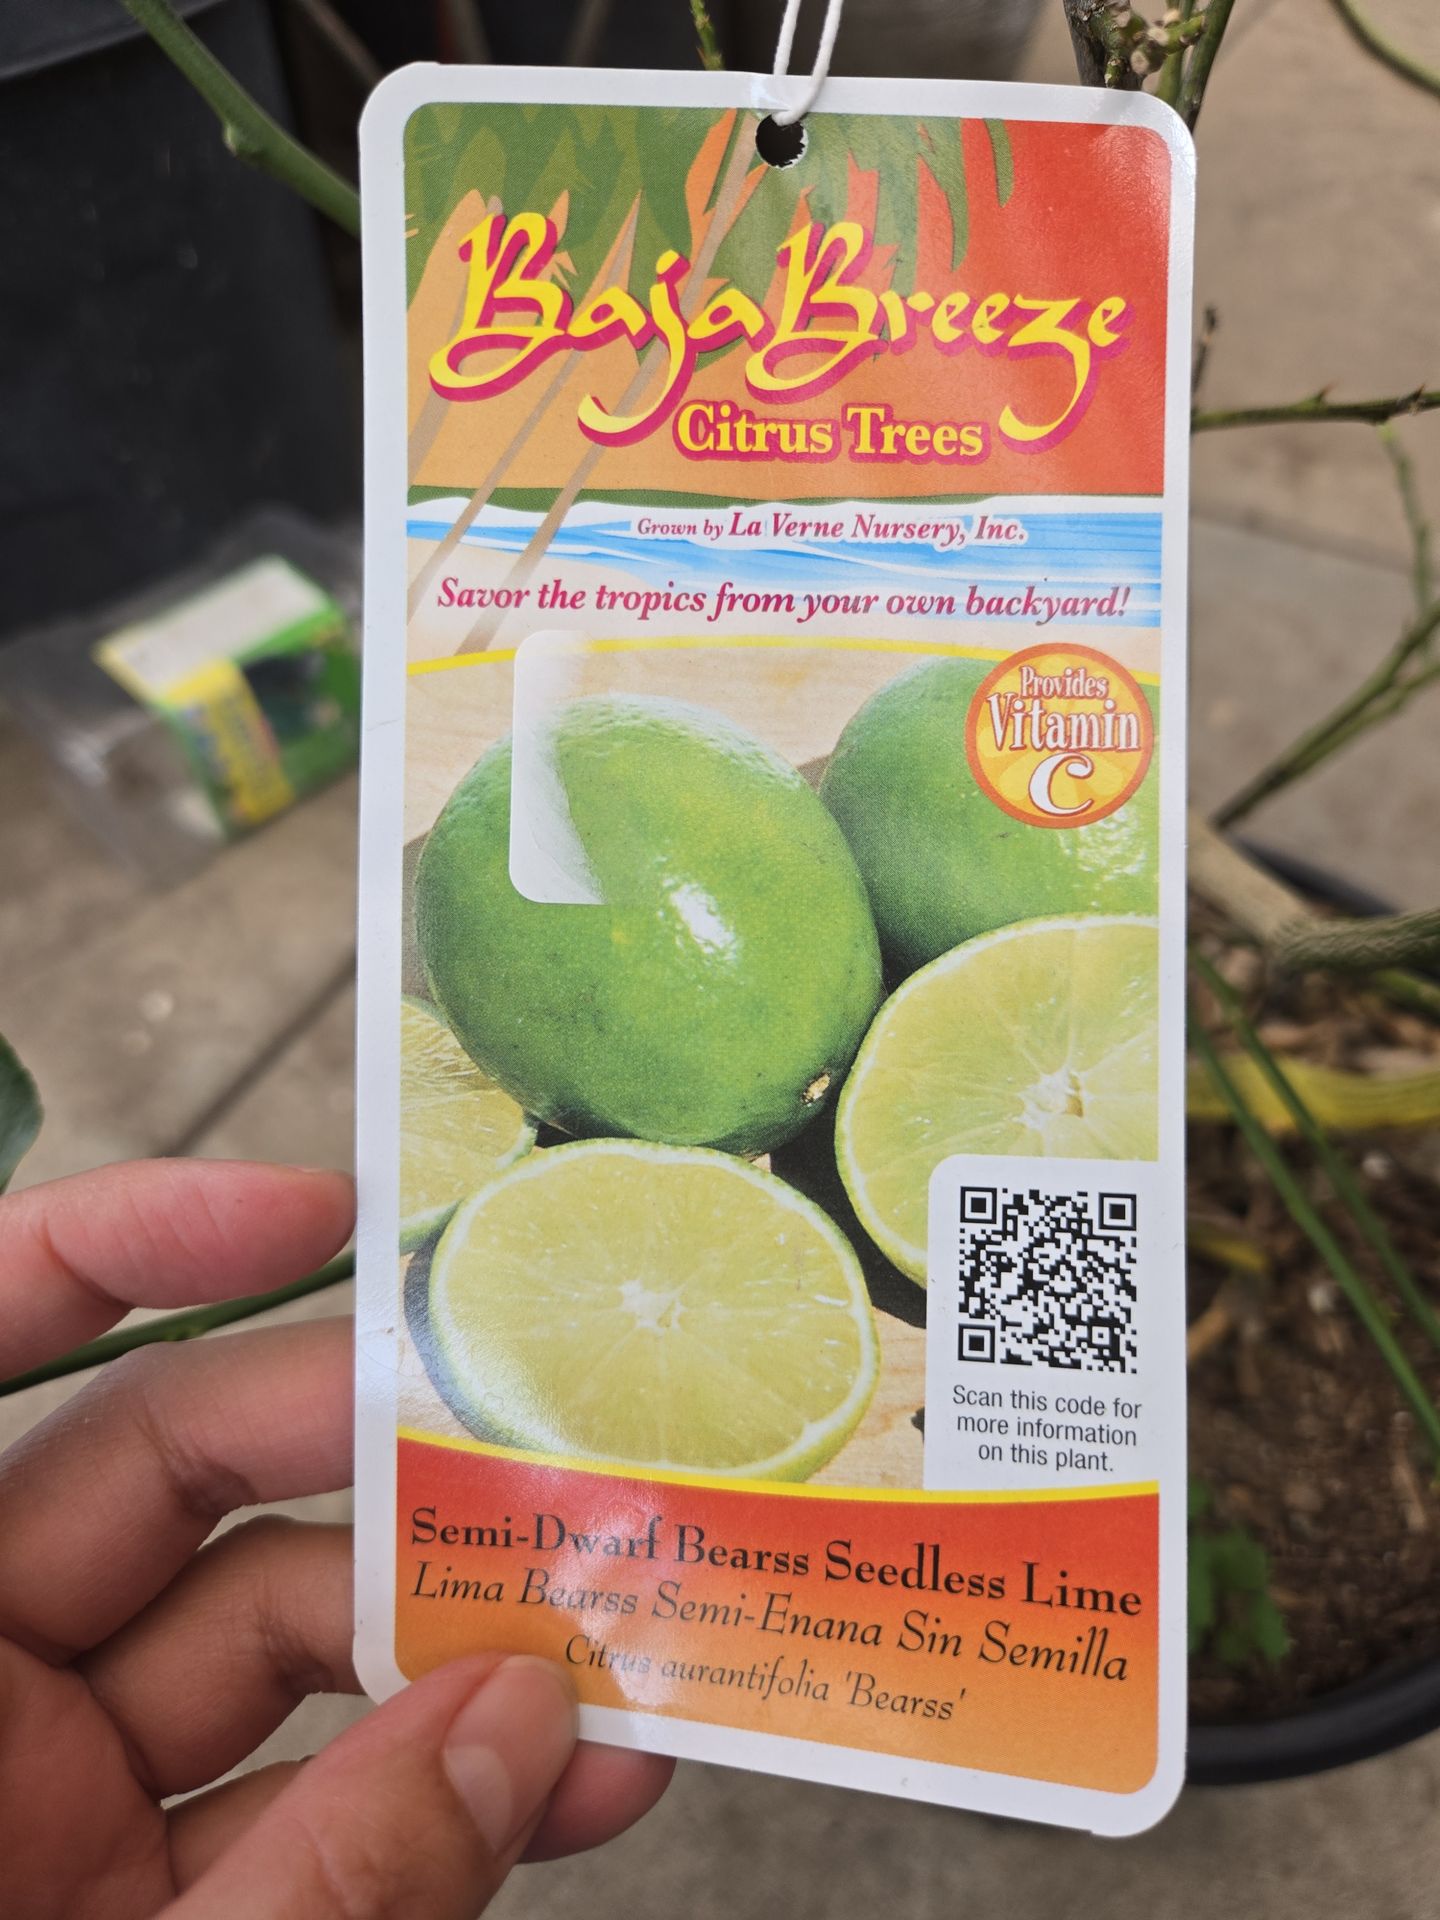 Baja Breeze
Citrus Trees
Grown by La Verne Nursery, Inc.
Savor the tropics from your own backyard!
Provides
Vitamin
C
Scan this code for
more information
on this plant.
Semi-Dwarf Bearss Seedless Lime
Lima Bearss Semi-Enana Sin Semilla
Citrus aurantifolia 'Bearss'